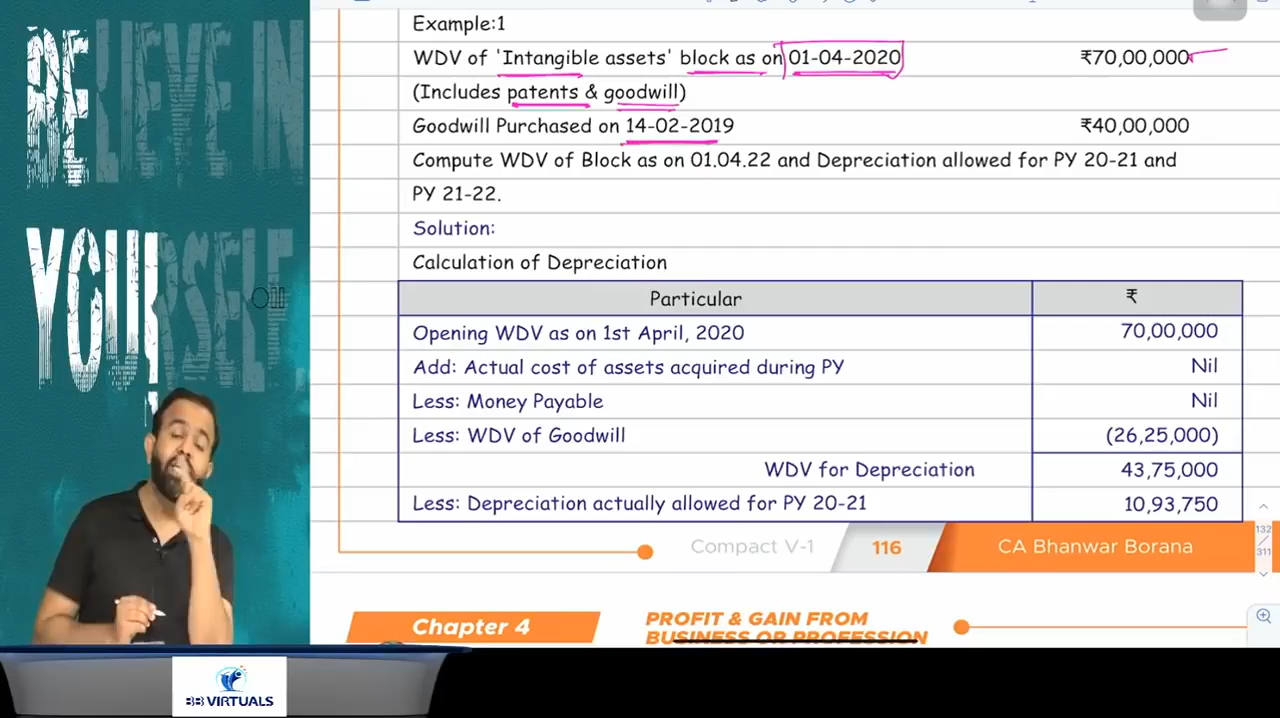 BELIEVE IN
YOURSELF
Example:1
WDV of 'Intangible assets' block as on 01-04-2020 ₹70,00,000
(Includes patents & goodwill)
Goodwill Purchased on 14-02-2019 ₹40,00,000
Compute WDV of Block as on 01.04.22 and Depreciation allowed for PY 20-21 and
PY 21-22.
Solution:
Calculation of Depreciation
Particular ₹
Opening WDV as on 1st April, 2020 70,00,000
Add: Actual cost of assets acquired during PY Nil
Less: Money Payable Nil
Less: WDV of Goodwill (26,25,000)
WDV for Depreciation 43,75,000
Less: Depreciation actually allowed for PY 20-21 10,93,750
Compact V-1 116 CA Bhanwar Borana
132
/
311
Chapter 4 PROFIT & GAIN FROM
BUSINESS OR PROFESSION
BB VIRTUALS